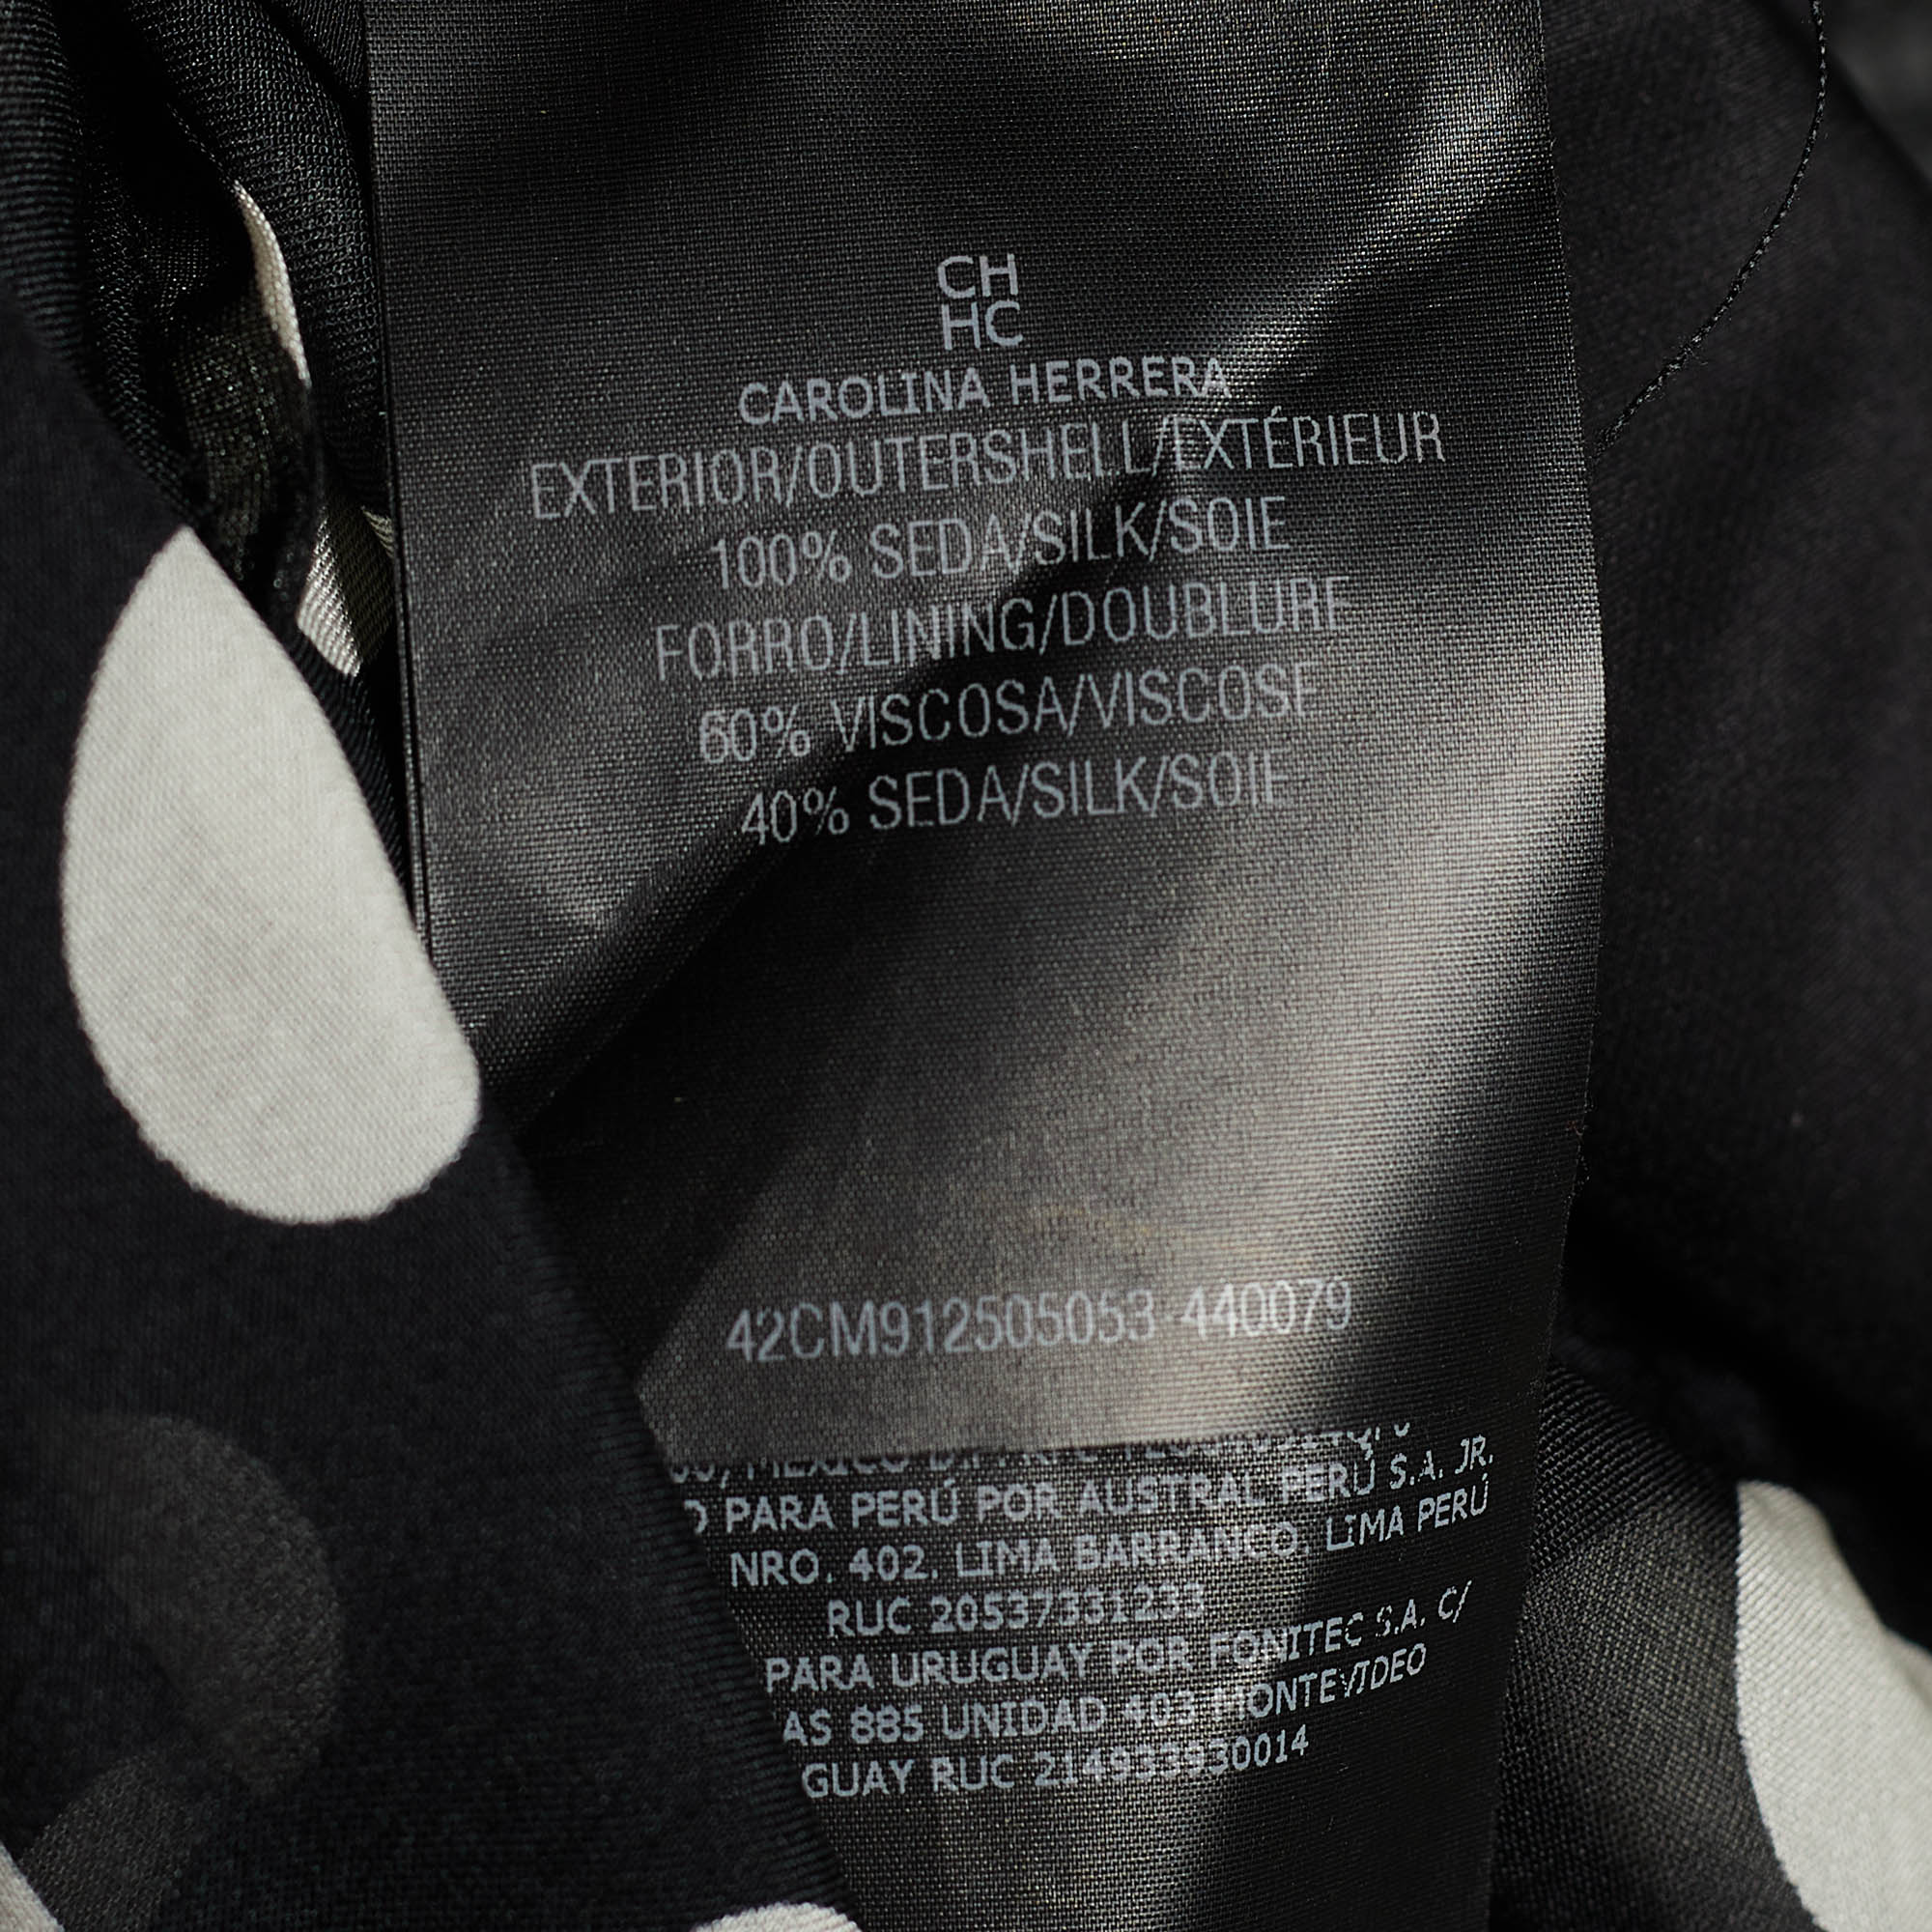 CH
HC
CAROLINA HERRERA
EXTERIOR/OUTERSHELL/EXTÉRIEUR
100% SEDA/SILK/SOIE
FORRO/LINING/DOUBLURE
60% VISCOSA/VISCOSE
40% SEDA/SILK/SOIE
42CM912505053-440079
MEXICO D.F.
PARA PERÚ POR AUSTRAL PERÚ S.A. JR.
NRO. 402. LIMA BARRANCO. LIMA PERÚ
RUC 20537331233
PARA URUGUAY POR FONITEC S.A. C/
AS 885 UNIDAD 403 MONTEVIDEO
GUAY RUC 214933930014